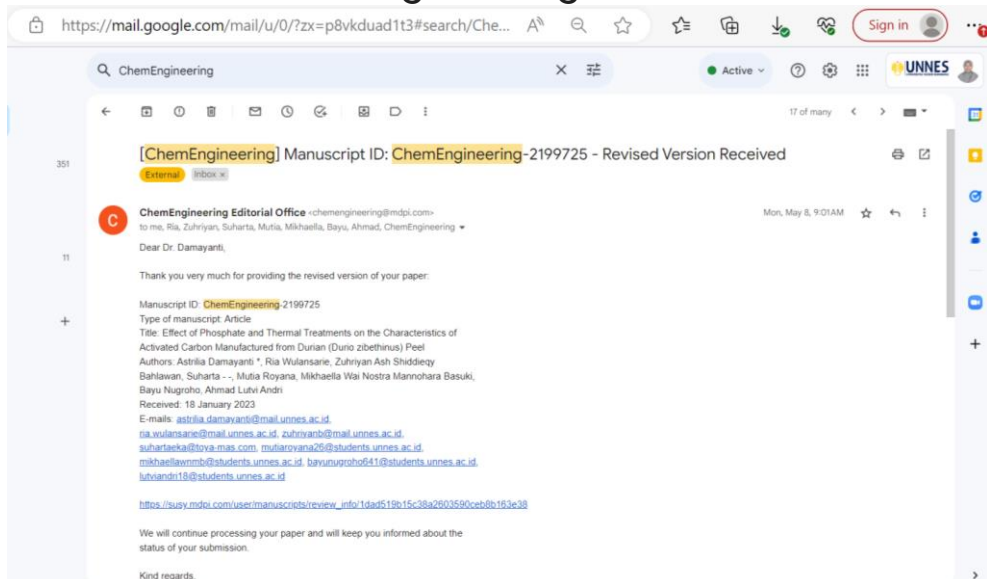 https://mail.google.com/mail/u/0/?zx=p8vkduad1t3#search/Che...
Sign in
ChemEngineering
Active
UNNES
17 of many
351
[ChemEngineering] Manuscript ID: ChemEngineering-2199725 - Revised Version Received
External Inbox x
C
ChemEngineering Editorial Office <chemengineering@mdpi.com>
Mon, May 8, 9:01AM
to me, Ria, Zuhriyan, Suharta, Mutia, Mikhaella, Bayu, Ahmad, ChemEngineering
Dear Dr. Damayanti,
11
Thank you very much for providing the revised version of your paper:
Manuscript ID: ChemEngineering-2199725
Type of manuscript: Article
Title: Effect of Phosphate and Thermal Treatments on the Characteristics of
Activated Carbon Manufactured from Durian (Durio zibethinus) Peel
Authors: Astrilia Damayanti *, Ria Wulansarie, Zuhriyan Ash Shiddieqy
Bahlawan, Suharta - -, Mutia Royana, Mikhaella Wai Nostra Mannohara Basuki,
Bayu Nugroho, Ahmad Lutvi Andri
Received: 18 January 2023
E-mails: astrilia.damayanti@mail.unnes.ac.id,
ria.wulansarie@mail.unnes.ac.id, zuhriyanb@mail.unnes.ac.id,
suhartaeka@toya-mas.com, mutiaroyana26@students.unnes.ac.id,
mikhaellawnmb@students.unnes.ac.id, bayunugroho641@students.unnes.ac.id,
lutviandri18@students.unnes.ac.id
https://susy.mdpi.com/user/manuscripts/review_info/1dad519b15c38a2603590ceb8b163e38
We will continue processing your paper and will keep you informed about the
status of your submission.
Kind regards,